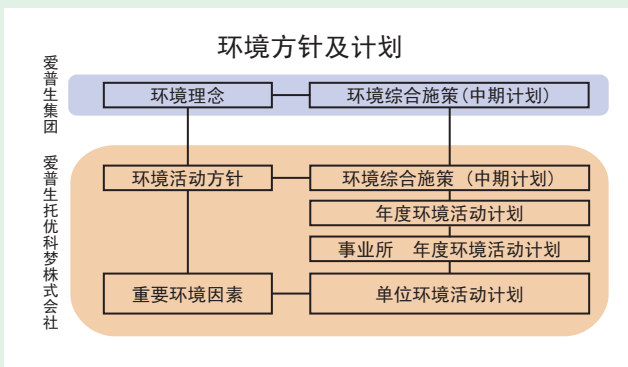 环境方针及计划
爱普生集团
环境理念
环境综合施策(中期计划)
爱普生托优科梦株式会社
环境活动方针
环境综合施策（中期计划）
年度环境活动计划
事业所　年度环境活动计划
重要环境因素
单位环境活动计划